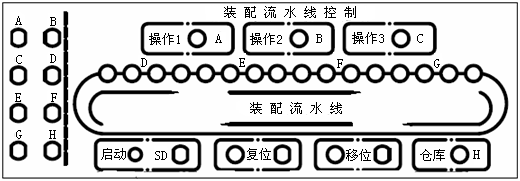 装配流水线控制
A B
操作1 A 操作2 B 操作3 C
C D
D E F G
E F
装配流水线
G H
启动 SD 复位 移位 仓库 H